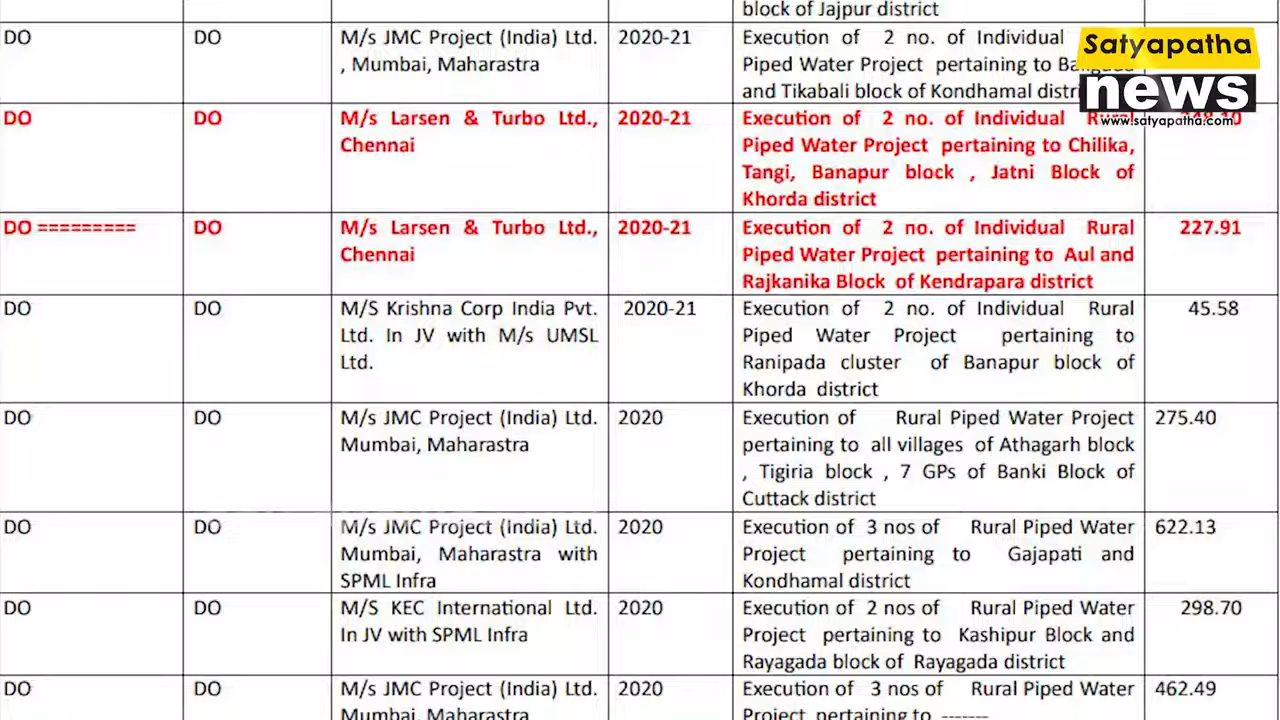 block of Jajpur district
DO DO M/s JMC Project (India) Ltd. 2020-21 Execution of 2 no. of Individual
, Mumbai, Maharastra Piped Water Project pertaining to
and Tikabali block of Kondhamal
Satyapatha
news
www.satyapatha.com
DO DO M/s Larsen & Turbo Ltd., 2020-21 Execution of 2 no. of Individual Rural
Chennai Piped Water Project pertaining to Chilika,
Tangi, Banapur block , Jatni Block of
Khorda district
DO ========= DO M/s Larsen & Turbo Ltd., 2020-21 Execution of 2 no. of Individual Rural 227.91
Chennai Piped Water Project pertaining to Aul and
Rajkanika Block of Kendrapara district
DO DO M/S Krishna Corp India Pvt. 2020-21 Execution of 2 no. of Individual Rural 45.58
Ltd. In JV with M/s UMSL Piped Water Project pertaining to
Ltd. Ranipada cluster of Banapur block of
Khorda district
DO DO M/s JMC Project (India) Ltd. 2020 Execution of Rural Piped Water Project 275.40
Mumbai, Maharastra pertaining to all villages of Athagarh block
, Tigiria block , 7 GPs of Banki Block of
Cuttack district
DO DO M/s JMC Project (India) Ltd. 2020 Execution of 3 nos of Rural Piped Water 622.13
Mumbai, Maharastra with Project pertaining to Gajapati and
SPML Infra Kondhamal district
DO DO M/S KEC International Ltd. 2020 Execution of 2 nos of Rural Piped Water 298.70
In JV with SPML Infra Project pertaining to Kashipur Block and
Rayagada block of Rayagada district
DO DO M/s JMC Project (India) Ltd. 2020 Execution of 3 nos of Rural Piped Water 462.49
Mumbai, Maharastra Project pertaining to -------